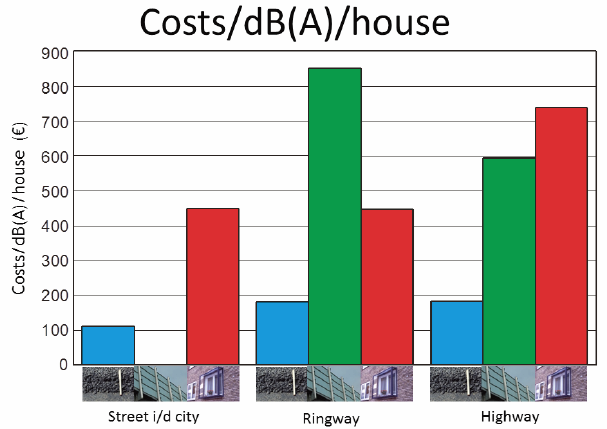 Costs/dB(A)/house
Costs/dB(A)/house (€)
900
800
700
600
500
400
300
200
100
0
Street i/d city
Ringway
Highway